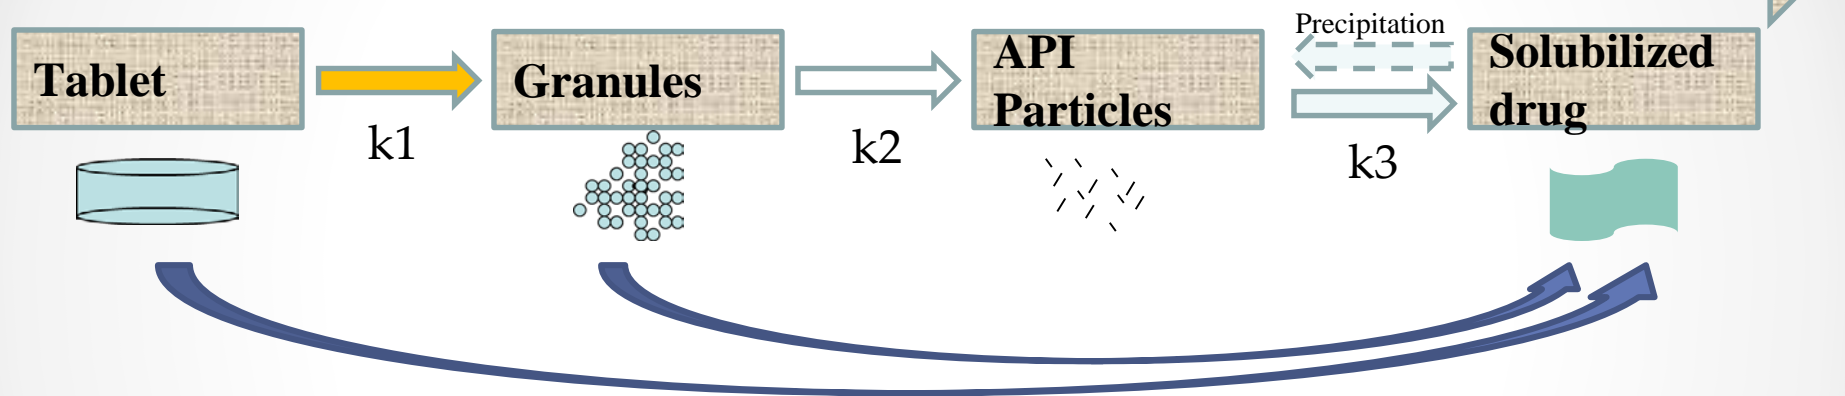 Tablet
k1
Granules
k2
API
Particles
Precipitation
k3
Solubilized
drug